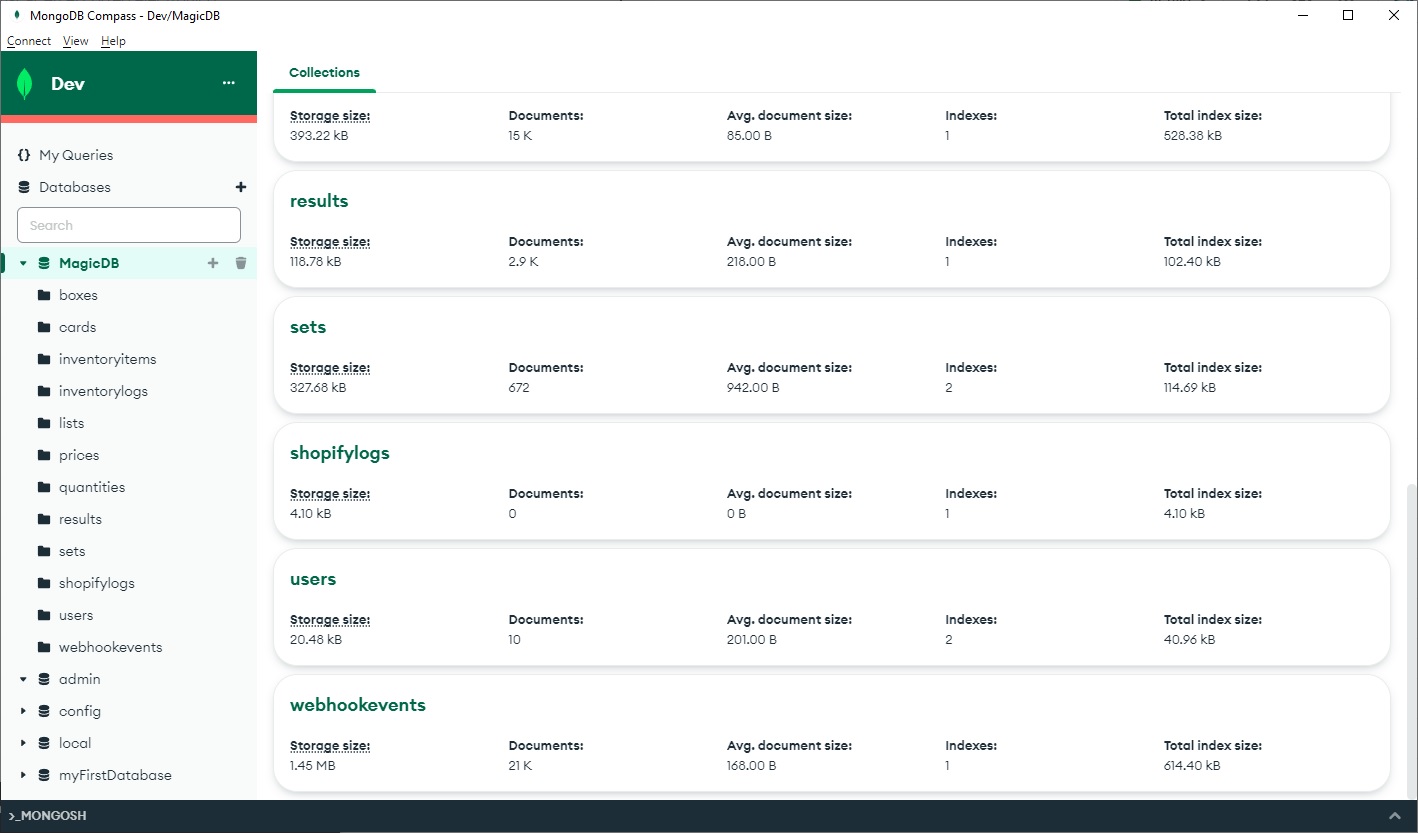 MongoDB Compass - Dev/MagicDB
Connect View Help
Dev
My Queries
Databases
Search
MagicDB
boxes
cards
inventoryitems
inventorylogs
lists
prices
quantities
results
sets
shopifylogs
users
webhookevents
admin
config
local
myFirstDatabase
Collections
Storage size: Documents: Avg. document size: Indexes: Total index size:
393.22 kB 15 K 85.00 B 1 528.38 kB
results
Storage size: Documents: Avg. document size: Indexes: Total index size:
118.78 kB 2.9 K 218.00 B 1 102.40 kB
sets
Storage size: Documents: Avg. document size: Indexes: Total index size:
327.68 kB 672 942.00 B 2 114.69 kB
shopifylogs
Storage size: Documents: Avg. document size: Indexes: Total index size:
4.10 kB 0 0 B 1 4.10 kB
users
Storage size: Documents: Avg. document size: Indexes: Total index size:
20.48 kB 10 201.00 B 2 40.96 kB
webhookevents
Storage size: Documents: Avg. document size: Indexes: Total index size:
1.45 MB 21 K 168.00 B 1 614.40 kB
>_MONGOSH